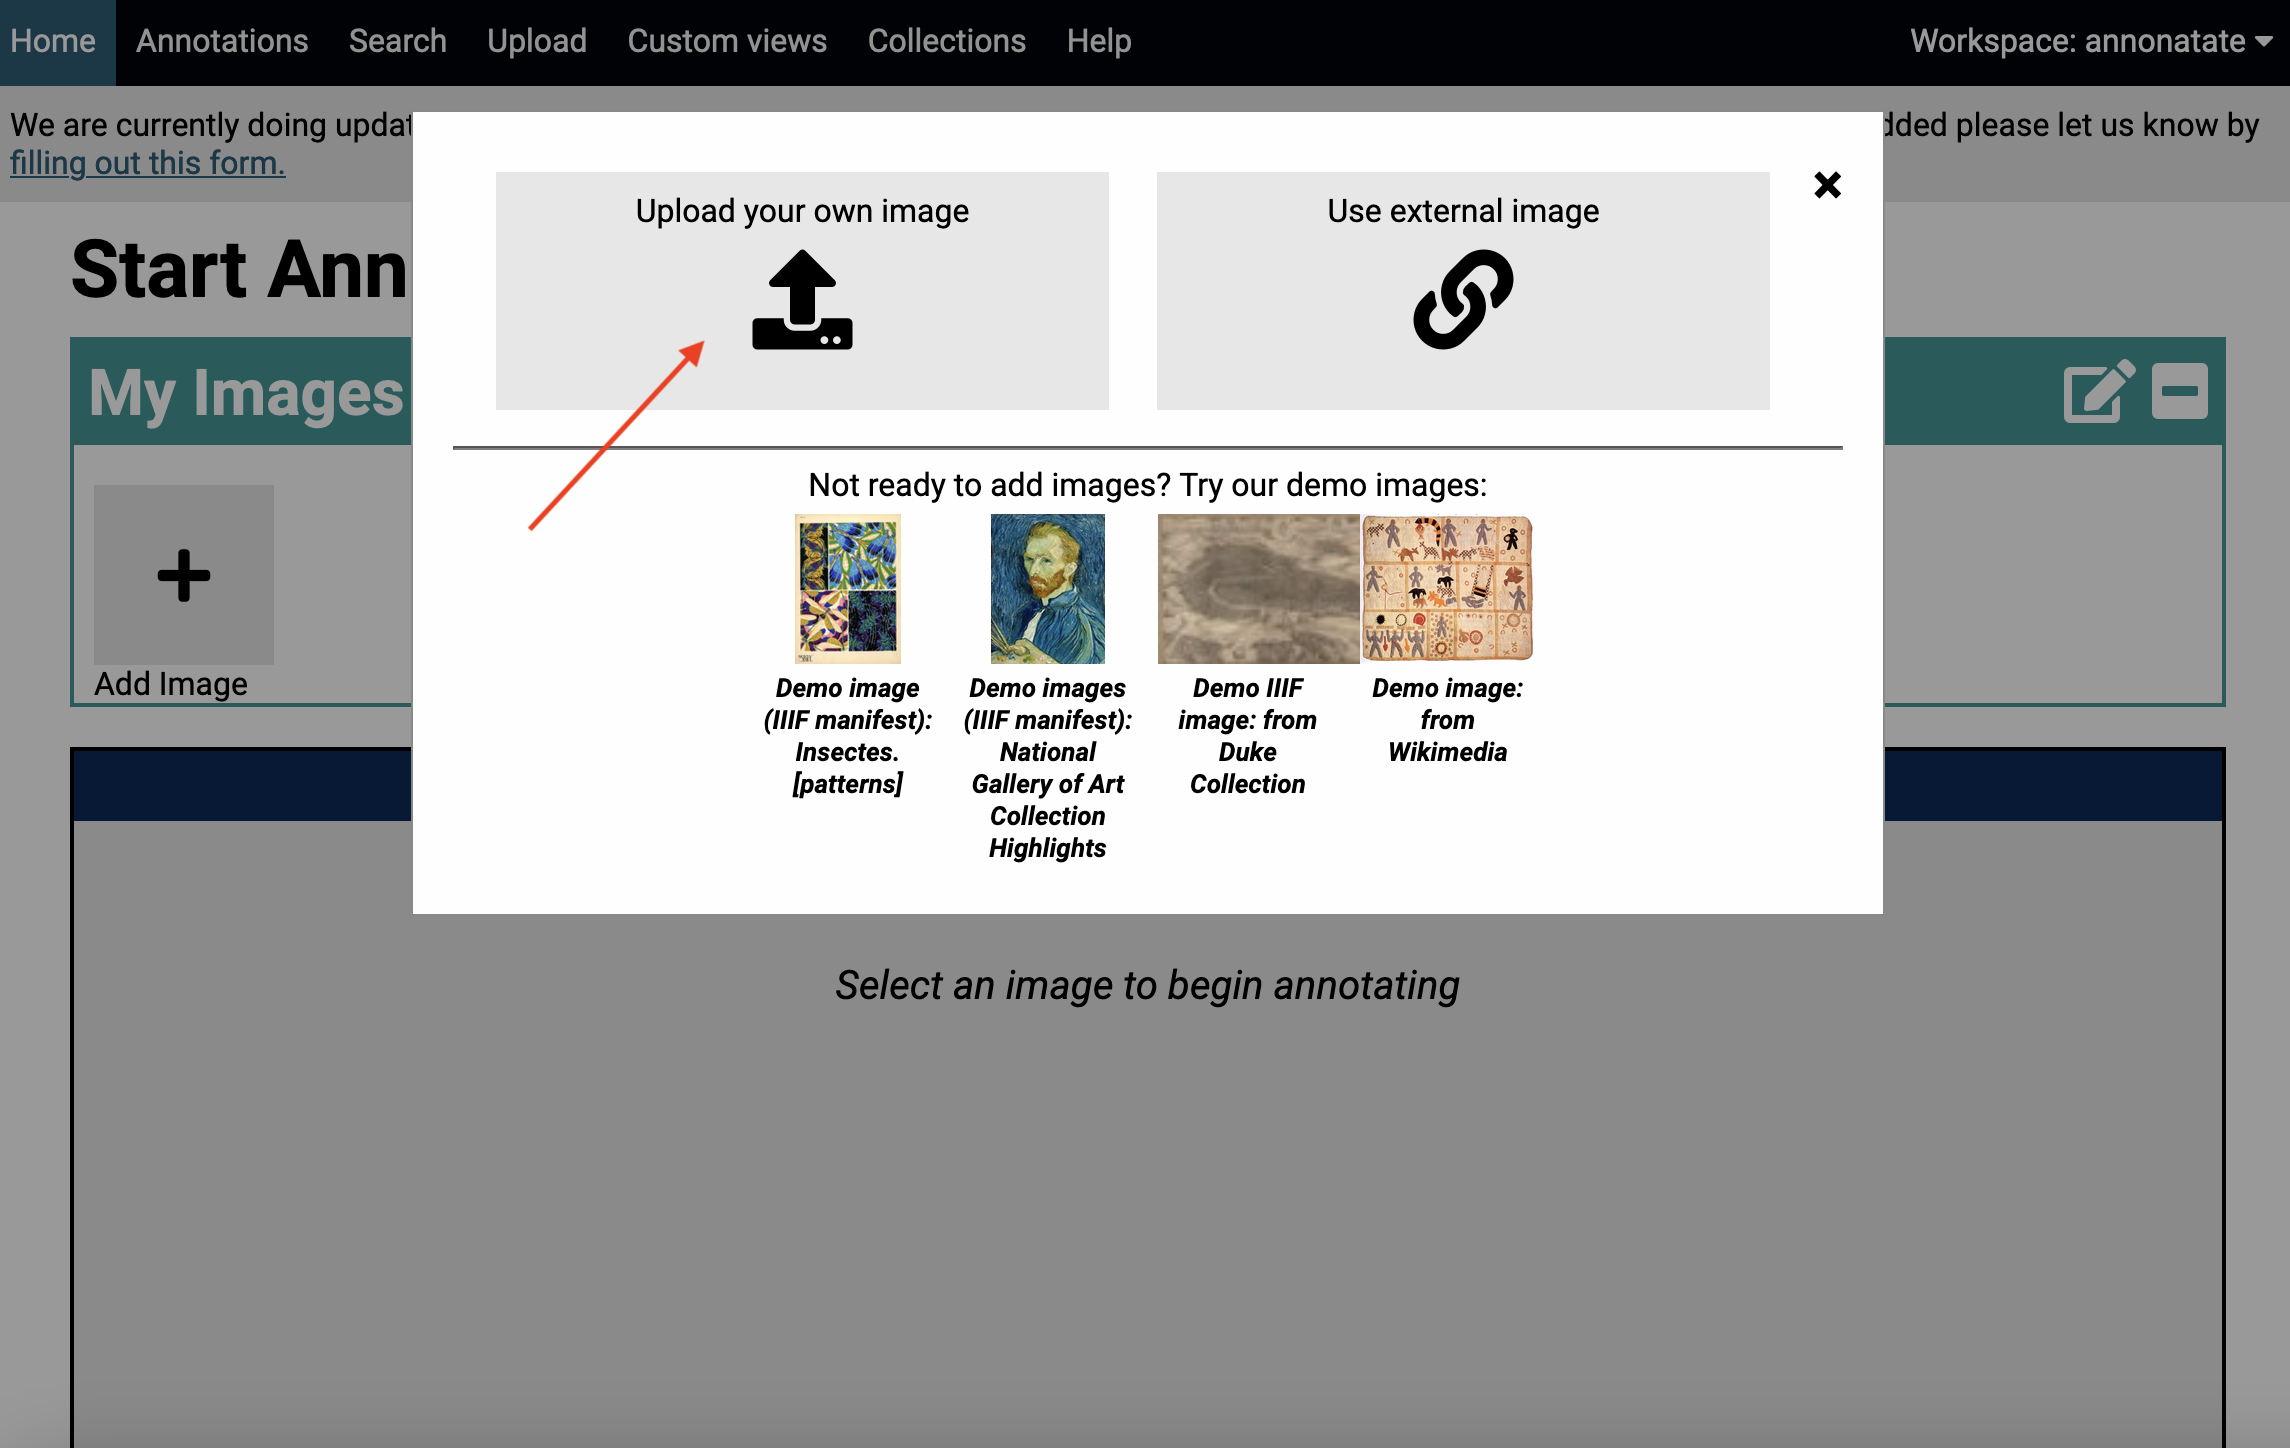 Home Annotations Search Upload Custom views Collections Help Workspace: annonatate
We are currently doing updat dded please let us know by
filling out this form.
Upload your own image Use external image
Start Ann
My Images
Not ready to add images? Try our demo images:
Add Image
Demo image
(IIIF manifest):
Insectes.
[patterns]
Demo images
(IIIF manifest):
National
Gallery of Art
Collection
Highlights
Demo IIIF
image: from
Duke
Collection
Demo image:
from
Wikimedia
Select an image to begin annotating